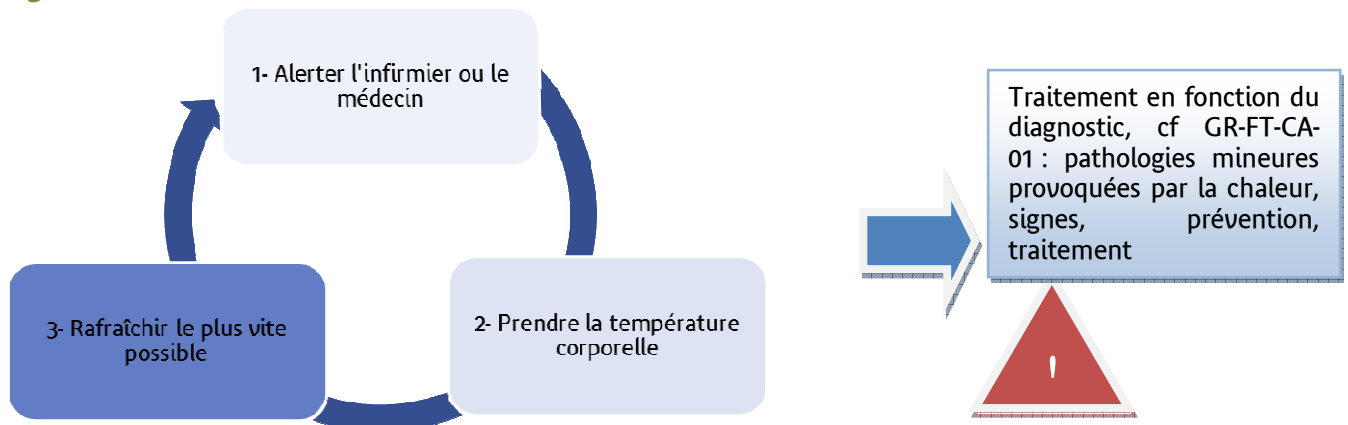 1- Alerter l'infirmier ou le
médecin
2- Prendre la température
corporelle
3- Rafraîchir le plus vite
possible
Traitement en fonction du
diagnostic, cf GR-FT-CA-
01 : pathologies mineures
provoquées par la chaleur,
signes, prévention,
traitement
!